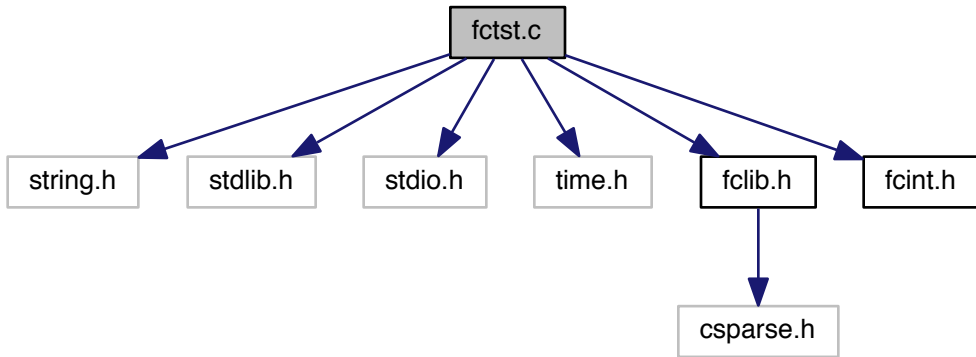 fctst.c
string.h
stdlib.h
stdio.h
time.h
fclib.h
fcint.h
csparse.h